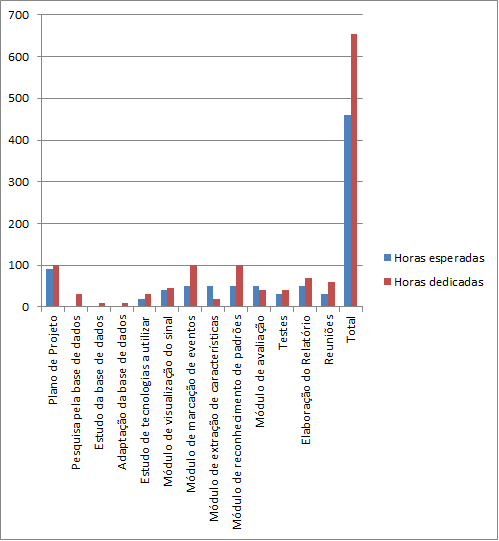 700
600
500
400
300
200
100
0
Plano de Projeto
Pesquisa pela base de dados
Estudo da base de dados
Adaptação da base de dados
Estudo de tecnologias a utilizar
Módulo de visualização do sinal
Módulo de marcação de eventos
Módulo de extração de características
Módulo de reconhecimento de padrões
Módulo de avaliação
Testes
Elaboração do Relatório
Reuniões
Total
Horas esperadas
Horas dedicadas